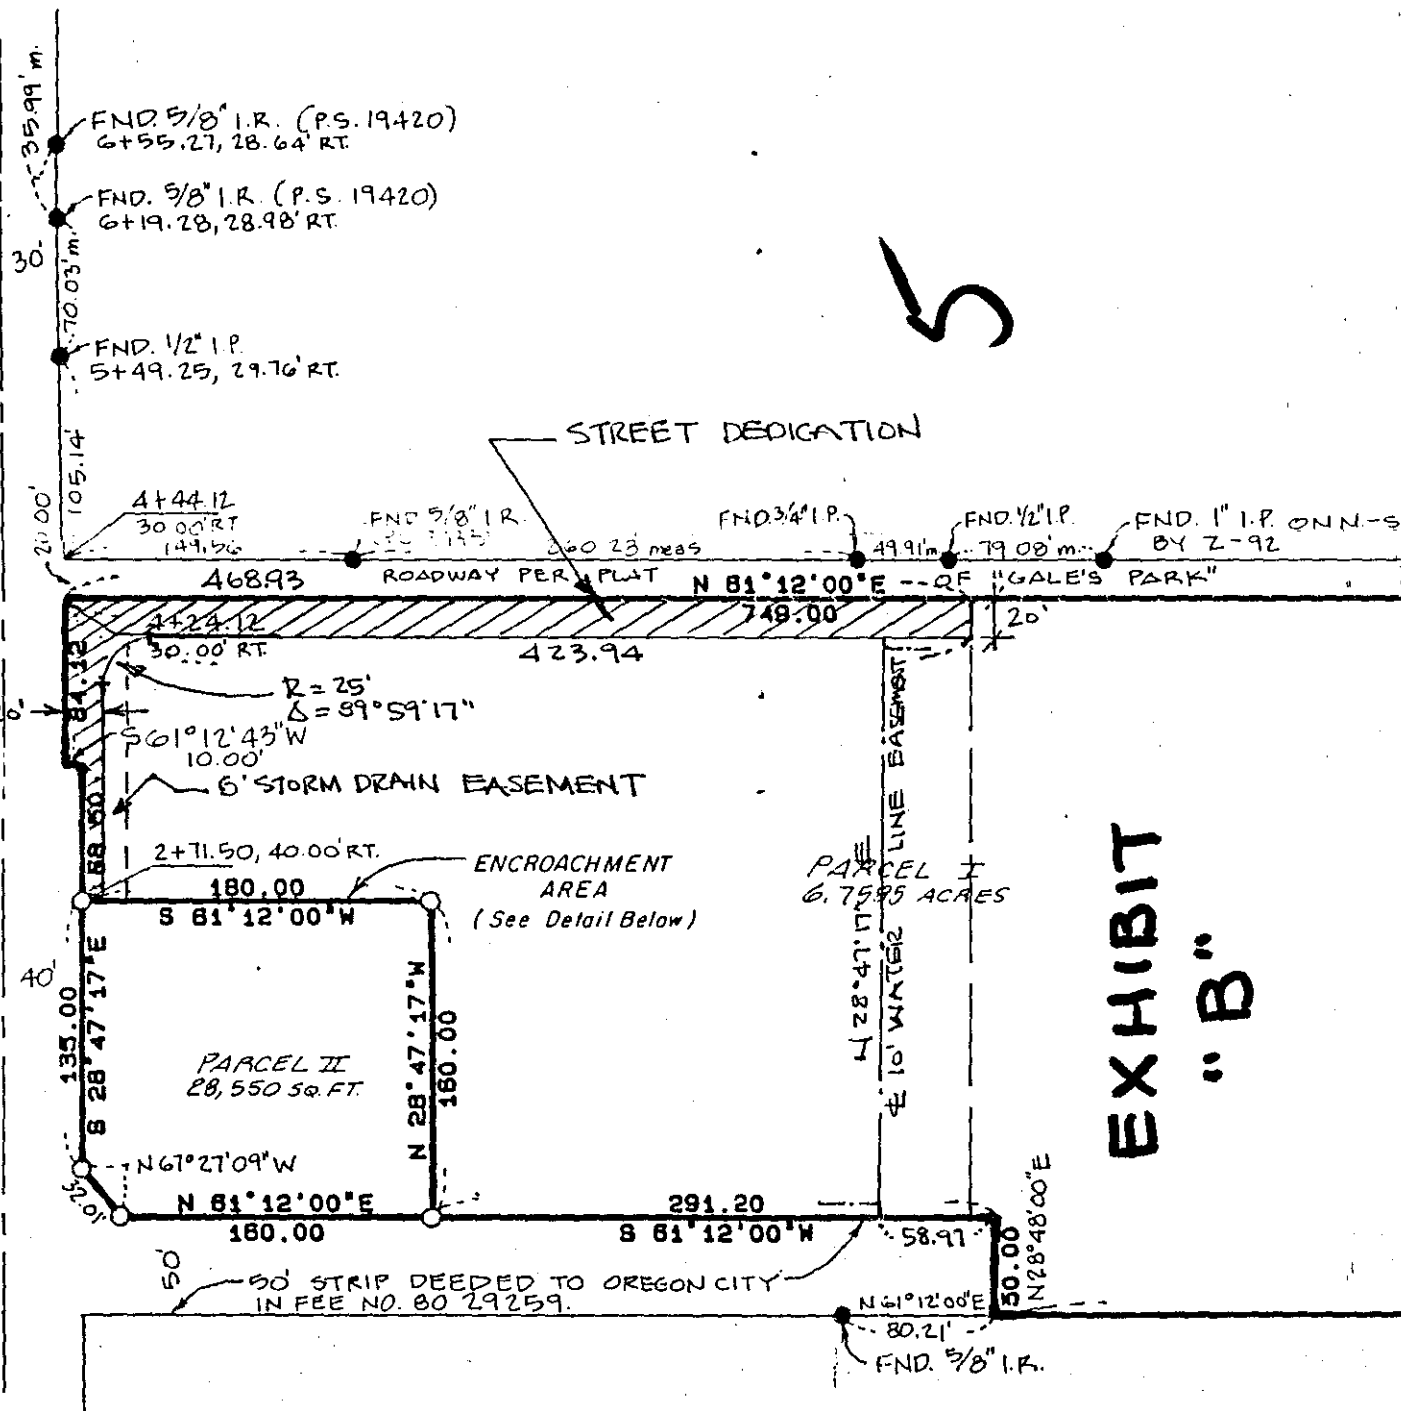 35.99' m.
FND. 5/8" I.R. (P.S. 19420)
6+55.27, 28.64' RT.
FND. 5/8" I.R. (P.S. 19420)
6+19.28, 28.98' RT.
30'
70.03' m.
FND. 1/2" I.P.
5+49.25, 29.76' RT.
5
105.14'
STREET DEDICATION
20.00'
4+44.12
30.00' RT
149.56
FND 5/8" I.R.
260.23 meas
FND 3/4" I.P.
49.91' m
FND. 1/2" I.P.
79.08' m.
FND. 1" I.P. ON N.-S
BY Z-92
468.93
ROADWAY PER PLAT
N 61°12'00"E
OF "GALE'S PARK"
749.00
20'
4+24.12
30.00' RT.
423.94
84.12
R = 25'
Δ = 89°59'17"
S 61°12'43" W
10.00'
6' STORM DRAIN EASEMENT
68.50
2+71.50, 40.00' RT.
180.00
S 61°12'00"W
ENCROACHMENT
AREA
(See Detail Below)
PARCEL I
6.7595 ACRES
N 28°47'17" E
℄ 10' WATER LINE EASEMENT
EXHIBIT
"B"
40'
135.00
S 28°47'17"E
PARCEL II
28,550 SQ. FT.
N 28°47'17"W
160.00
N 67°27'09" W
N 61°12'00"E
160.00
291.20
S 61°12'00"W
58.97
50.00
N 28°48'00" E
50'
50' STRIP DEEDED TO OREGON CITY
IN FEE NO. 80 29259.
N 61°12'00"E
80.21'
FND. 5/8" I.R.